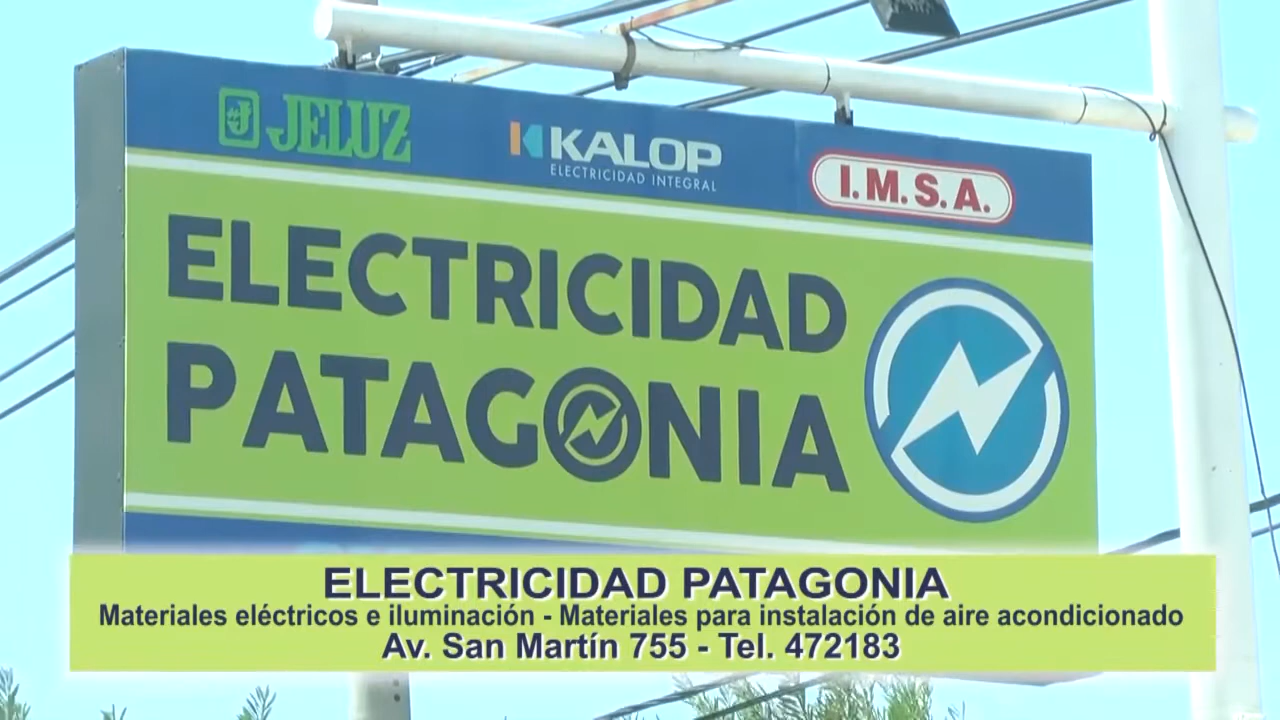 JELUZ
KALOP
ELECTRICIDAD INTEGRAL
I.M.S.A.
ELECTRICIDAD
PATAGONIA
ELECTRICIDAD PATAGONIA
Materiales eléctricos e iluminación - Materiales para instalación de aire acondicionado
Av. San Martín 755 - Tel. 472183